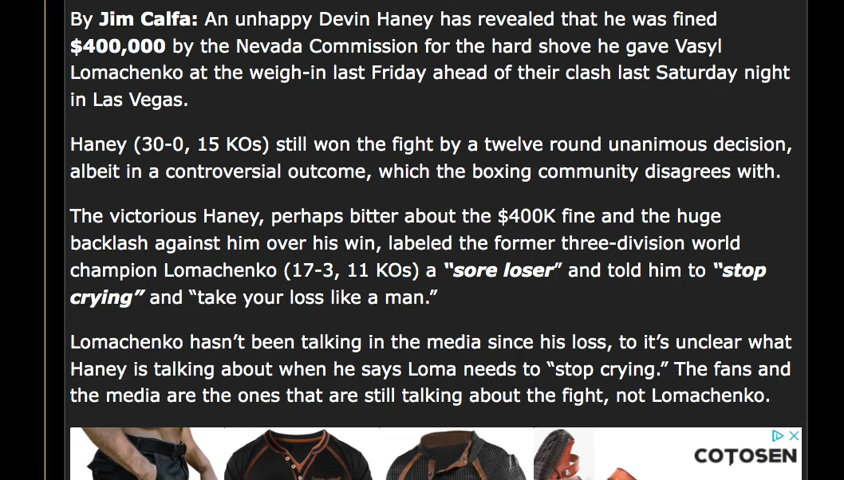 By Jim Calfa: An unhappy Devin Haney has revealed that he was fined
$400,000 by the Nevada Commission for the hard shove he gave Vasyl
Lomachenko at the weigh-in last Friday ahead of their clash last Saturday night
in Las Vegas.
Haney (30-0, 15 KOs) still won the fight by a twelve round unanimous decision,
albeit in a controversial outcome, which the boxing community disagrees with.
The victorious Haney, perhaps bitter about the $400K fine and the huge
backlash against him over his win, labeled the former three-division world
champion Lomachenko (17-3, 11 KOs) a “sore loser” and told him to “stop
crying” and “take your loss like a man.”
Lomachenko hasn’t been talking in the media since his loss, to it’s unclear what
Haney is talking about when he says Loma needs to “stop crying.” The fans and
the media are the ones that are still talking about the fight, not Lomachenko.
COTOSEN